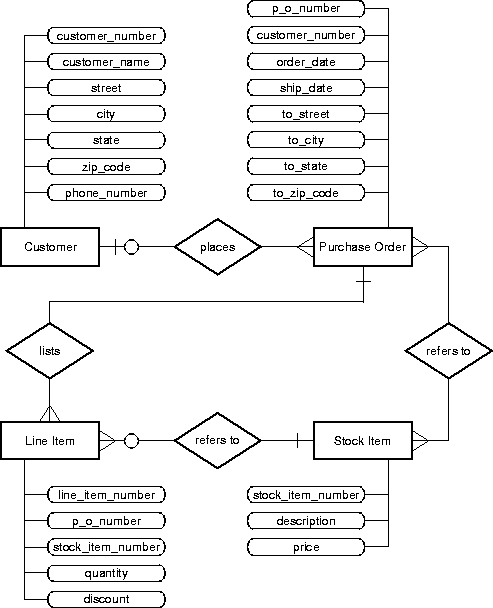 customer_number
customer_name
street
city
state
zip_code
phone_number
p_o_number
customer_number
order_date
ship_date
to_street
to_city
to_state
to_zip_code
Customer
places
Purchase Order
lists
refers to
Line Item
refers to
Stock Item
line_item_number
p_o_number
stock_item_number
quantity
discount
stock_item_number
description
price